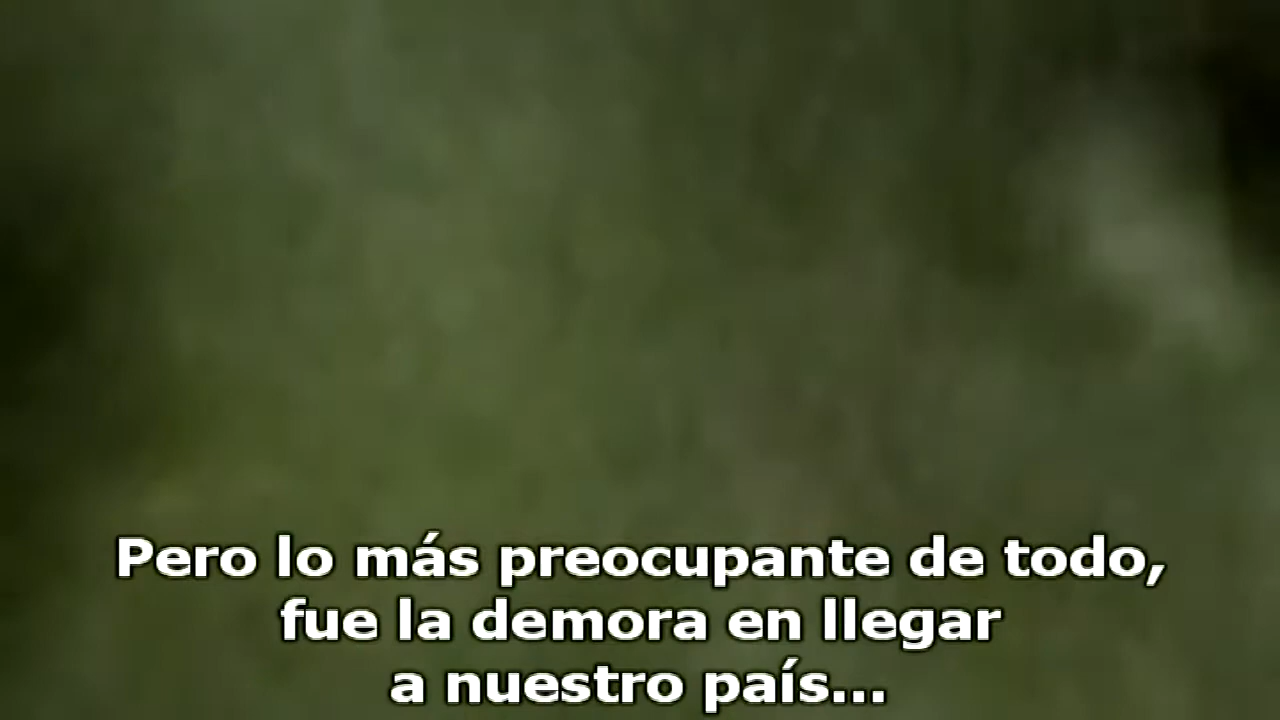 Pero lo más preocupante de todo,
fue la demora en llegar
a nuestro país...